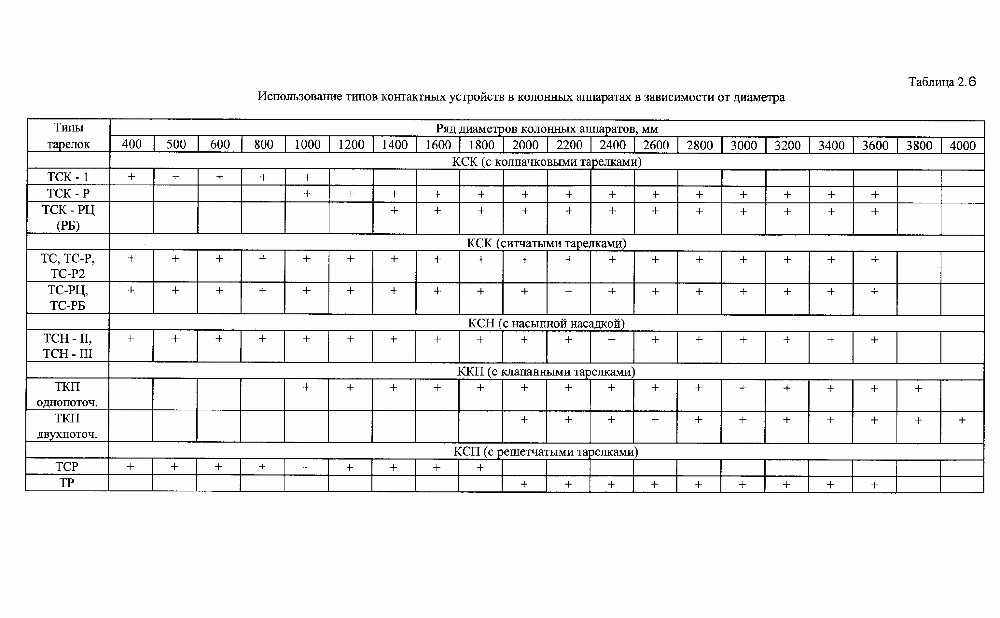 Таблица 2.6
Использование типов контактных устройств в колонных аппаратах в зависимости от диаметра
Типы тарелок
Ряд диаметров колонных аппаратов, мм
400 500 600 800 1000 1200 1400 1600 1800 2000 2200 2400 2600 2800 3000 3200 3400 3600 3800 4000
КСК (с колпачковыми тарелками)
ТСК - 1 + + + + +
ТСК - Р + + + + + + + + + + + + + +
ТСК - РЦ + + + + + + + + + + + +
(РБ)
КСК (ситчатыми тарелками)
ТС, ТС-Р, + + + + + + + + + + + + + + + + + +
ТС-Р2
ТС-РЦ, + + + + + + + + + + + + + + + + + +
ТС-РБ
КСН (с насыпной насадкой)
ТСН - II, + + + + + + + + + + + + + + + + + +
ТСН - III
ККП (с клапанными тарелками)
ТКП + + + + + + + + + + + + + + +
однопоточ.
ТКП + + + + + + + + + + +
двухпоточ.
КСП (с решетчатыми тарелками)
ТСР + + + + + + + + +
ТР + + + + + + + + +